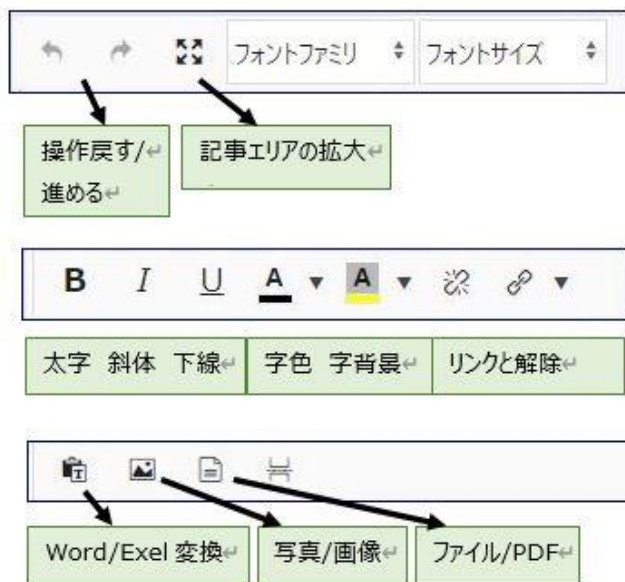 フォントファミリ フォントサイズ
操作戻す/↵ 記事エリアの拡大↵
進める↵
B I U A A
太字 斜体 下線↵ 字色 字背景↵ リンクと解除↵
T
Word/Exel 変換↵ 写真/画像↵ ファイル/PDF↵